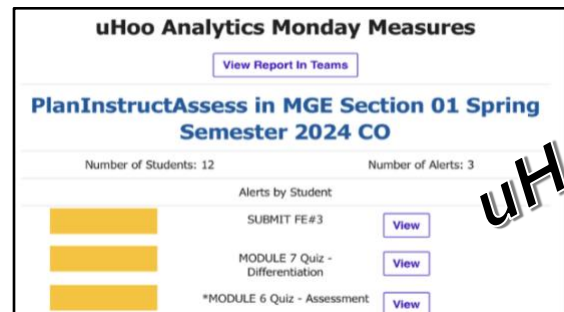 uHoo Analytics Monday Measures
View Report In Teams
PlanInstructAssess in MGE Section 01 Spring
Semester 2024 CO
Number of Students: 12 Number of Alerts: 3
Alerts by Student
SUBMIT FE#3 View
MODULE 7 Quiz -
Differentiation View
*MODULE 6 Quiz - Assessment View
uH